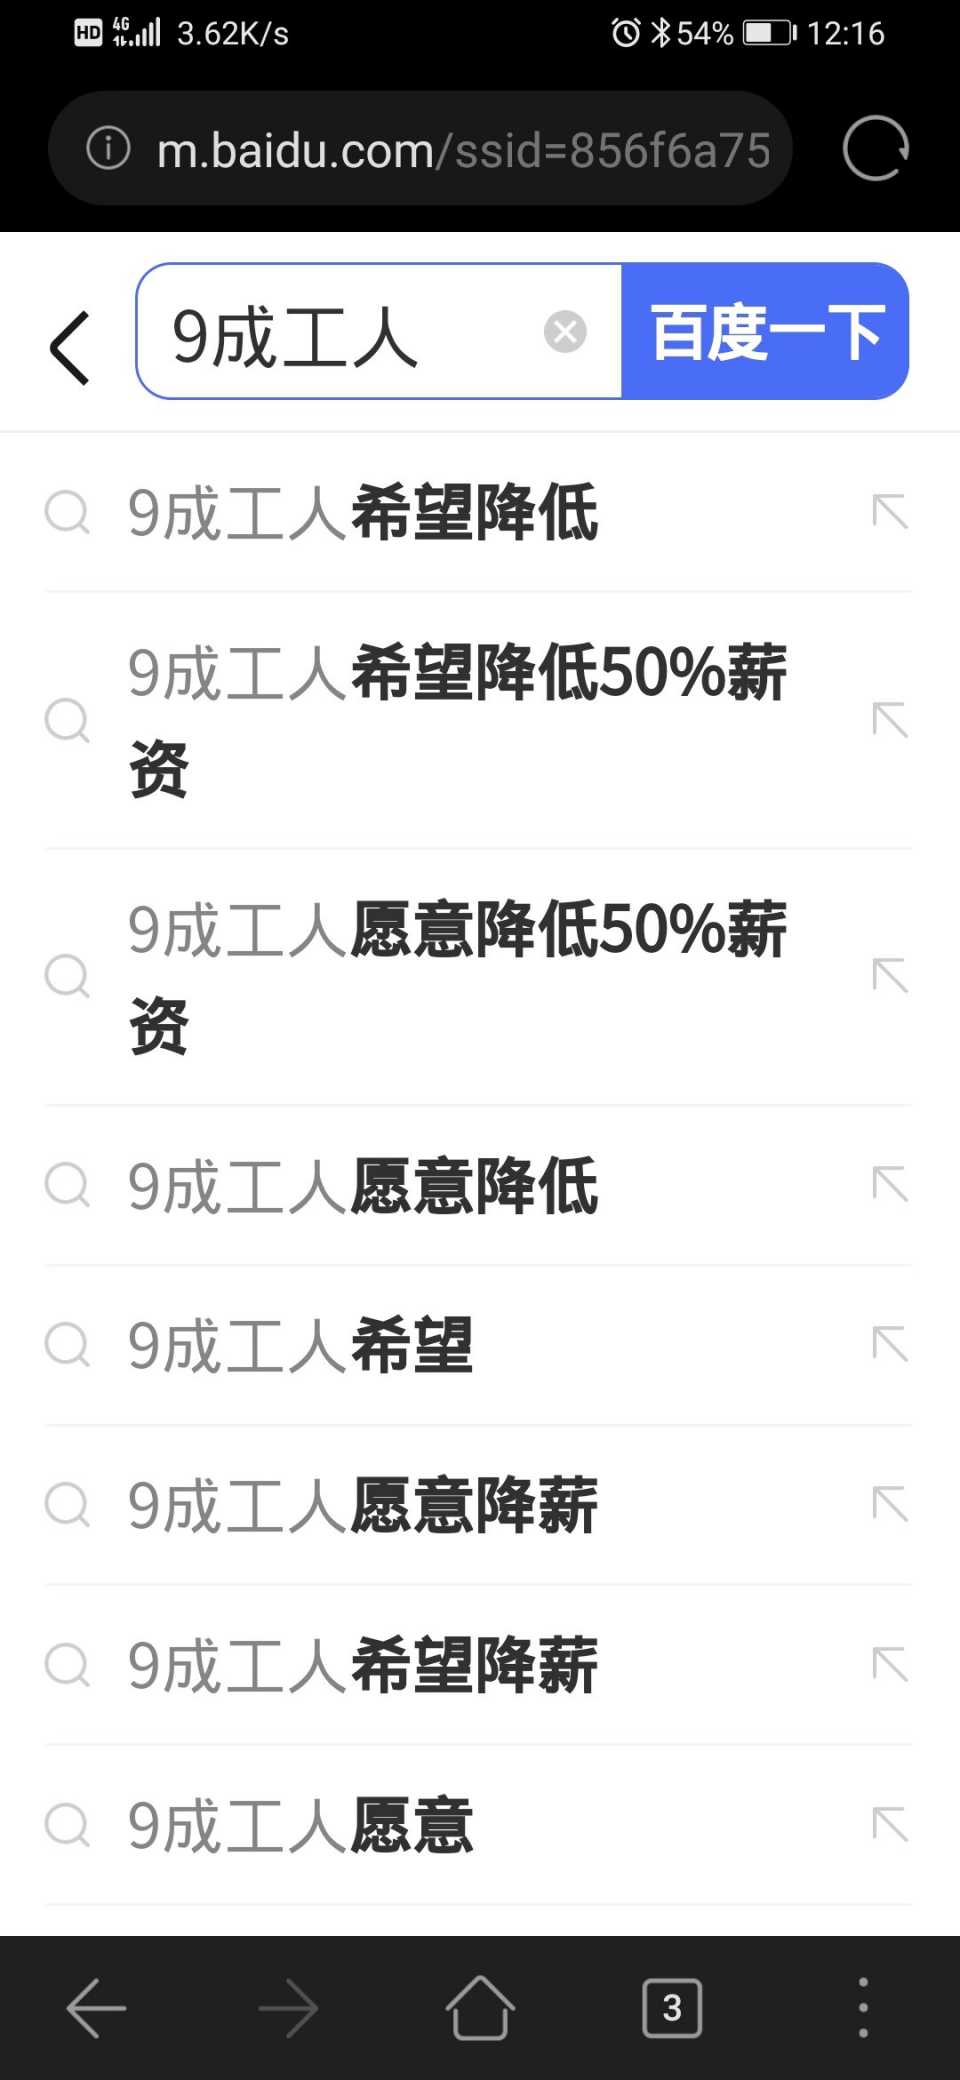 HD 4G 3.62K/s 54% 12:16
m.baidu.com/ssid=856f6a75
9成工人 百度一下
9成工人希望降低
9成工人希望降低50%薪
资
9成工人愿意降低50%薪
资
9成工人愿意降低
9成工人希望
9成工人愿意降薪
9成工人希望降薪
9成工人愿意
3